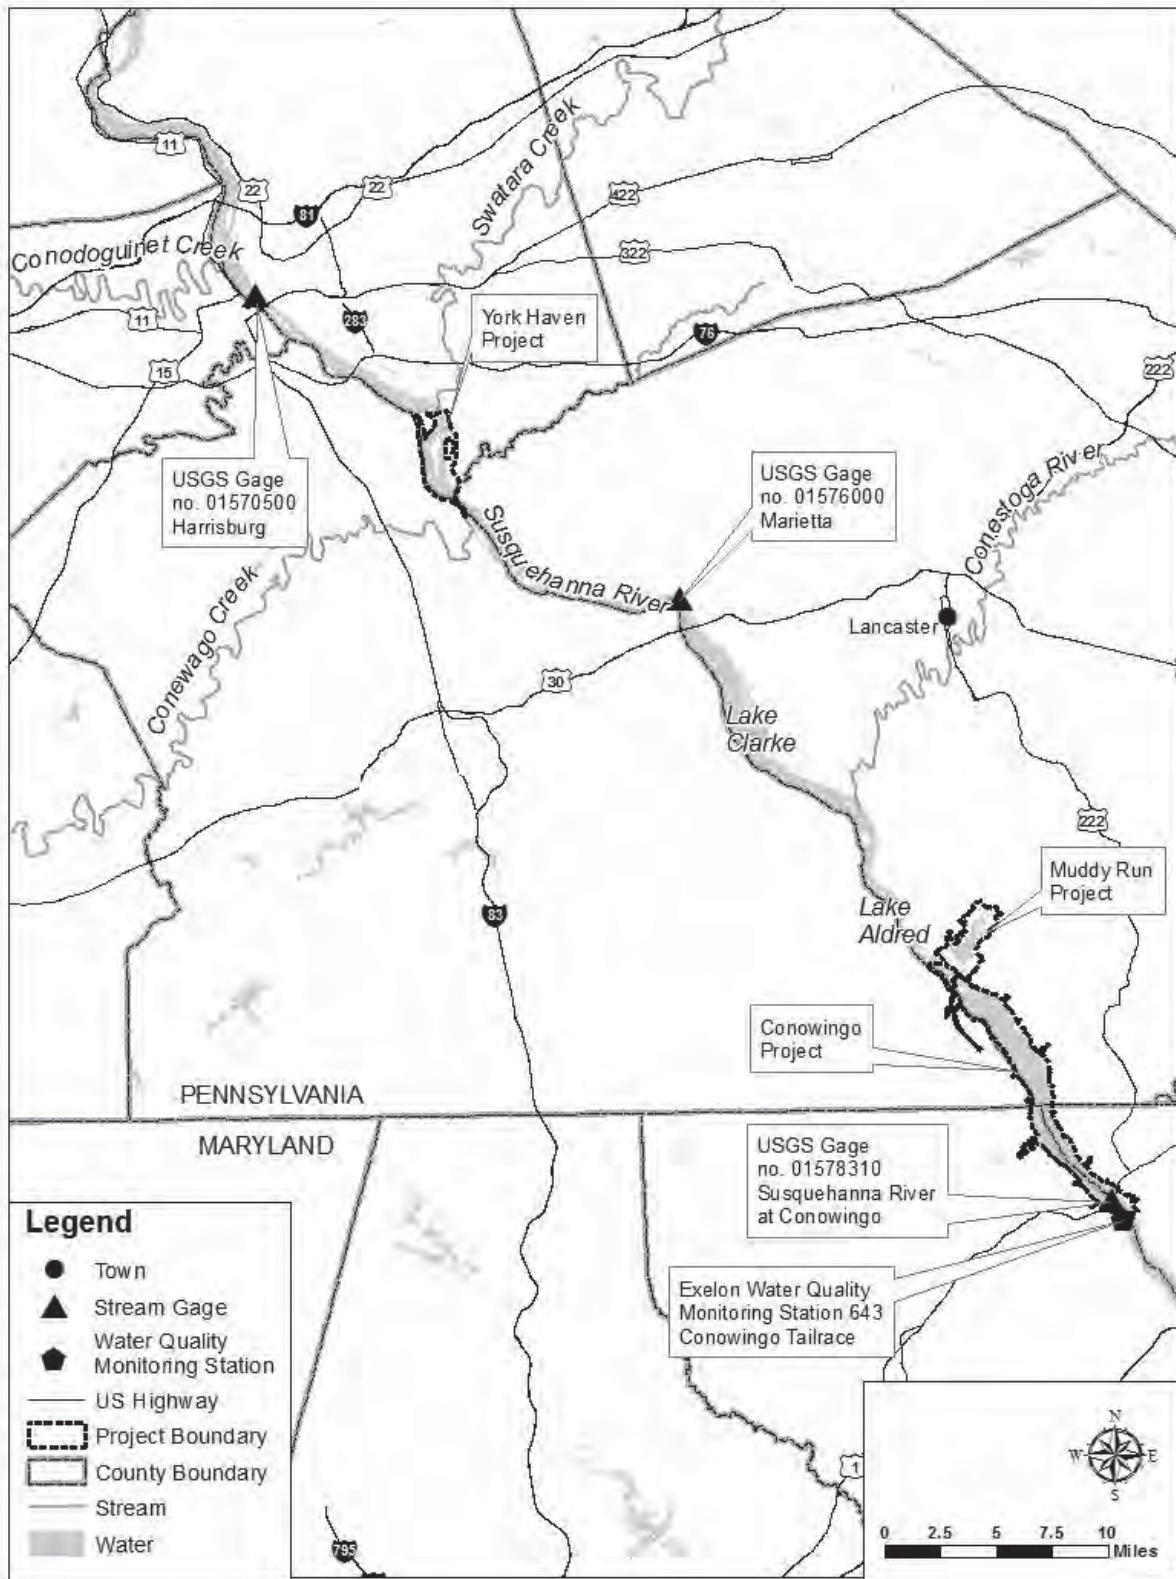 11
22
22
81
Swatara Creek
422
Conodoguinet Creek
322
11
283
York Haven
Project
76
15
222
USGS Gage
no. 01570500
Harrisburg
USGS Gage
no. 01576000
Marietta
Conestoga River
Susquehanna River
Conewago Creek
Lancaster
30
Lake
Clarke
222
Muddy Run
Project
83
Lake
Aldred
Conowingo
Project
PENNSYLVANIA
MARYLAND
USGS Gage
no. 01578310
Susquehanna River
at Conowingo
Exelon Water Quality
Monitoring Station 643
Conowingo Tailrace
Legend
Town
Stream Gage
Water Quality
Monitoring Station
US Highway
Project Boundary
County Boundary
Stream
Water
795
1
N
W E
S
0 2.5 5 7.5 10
Miles